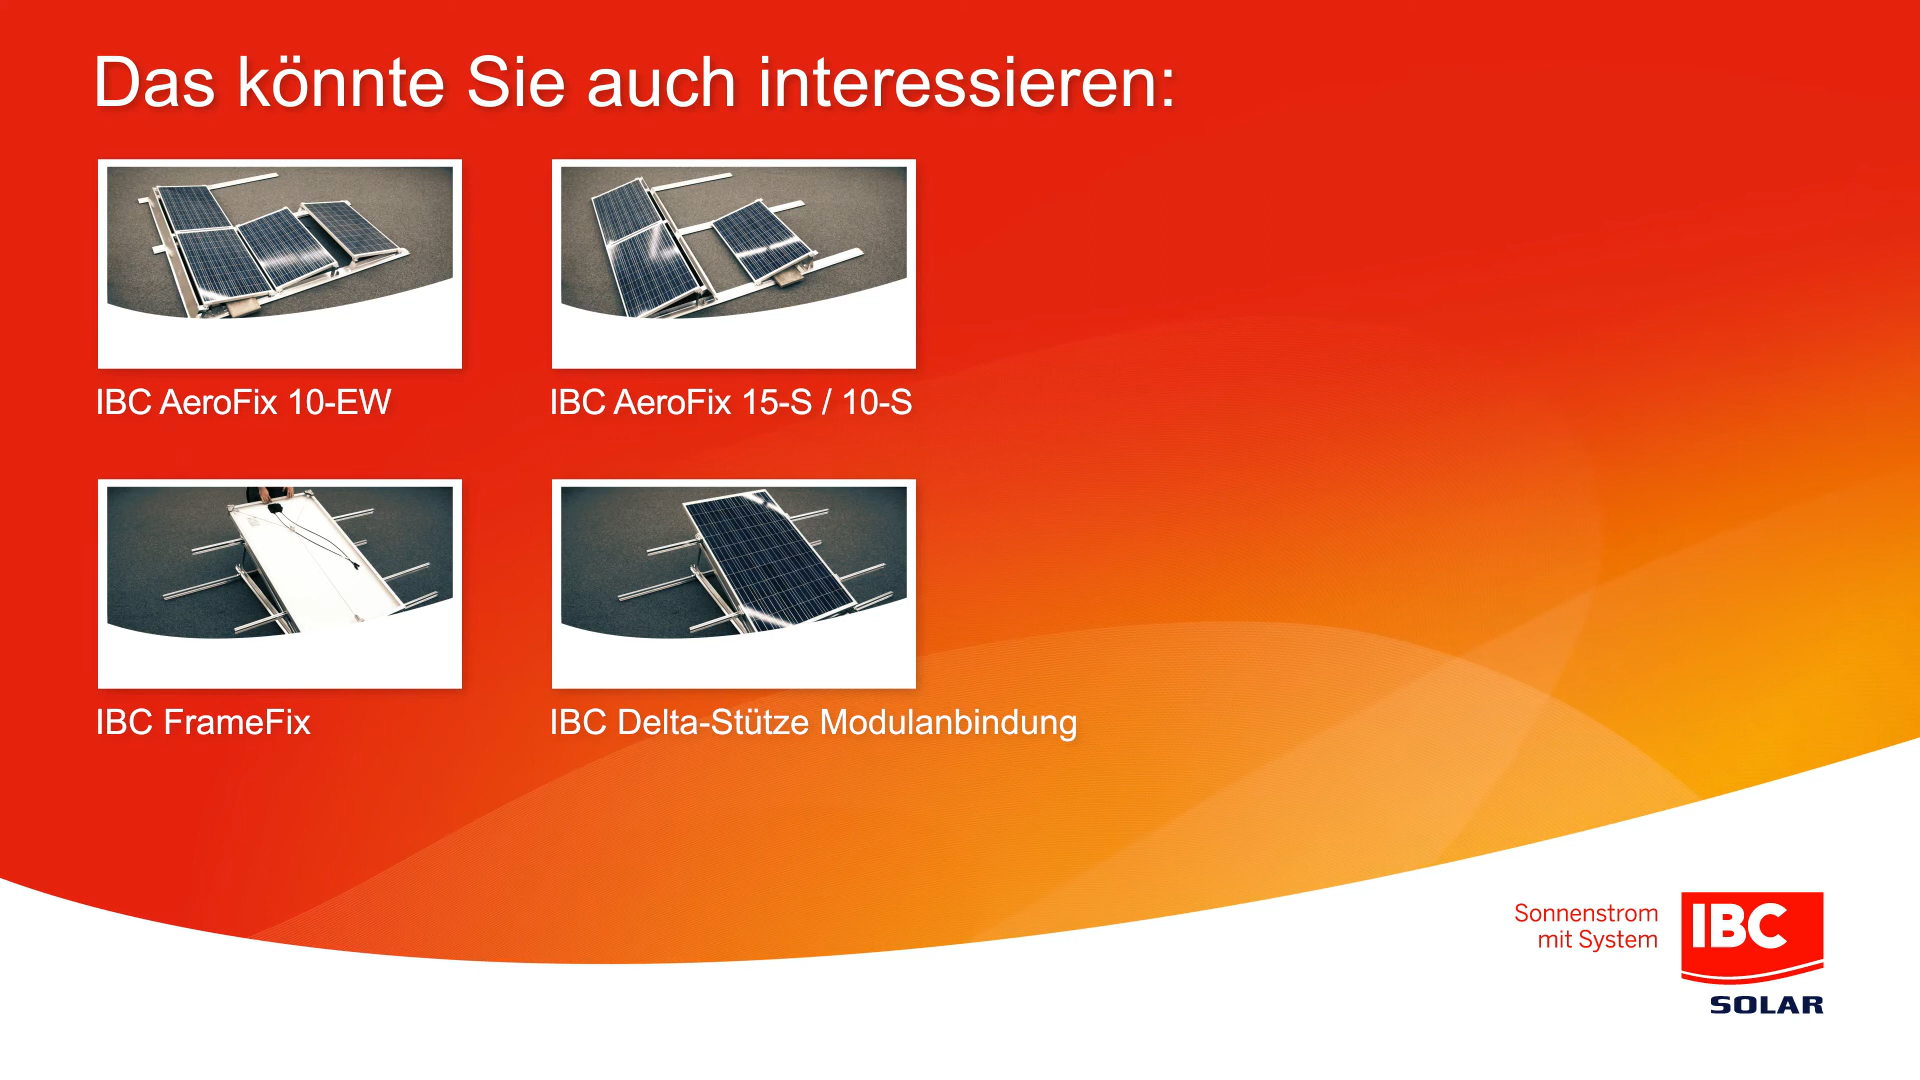 Das könnte Sie auch interessieren:
IBC AeroFix 10-EW
IBC AeroFix 15-S / 10-S
IBC FrameFix
IBC Delta-Stütze Modulanbindung
Sonnenstrom
mit System
IBC
SOLAR